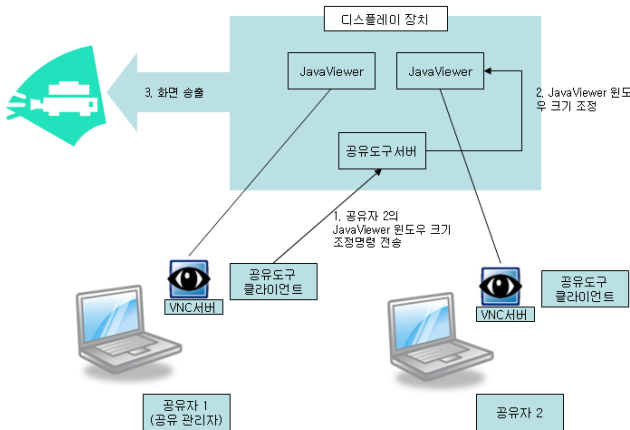 디스플레이 장치
JavaViewer
JavaViewer
3. 화면 송출
2. JavaViewer 윈도
우 크기 조정
공유도구서버
1. 공유자 2의
JavaViewer 윈도우 크기
조정명령 전송
VNC서버
공유도구
클라이언트
VNC서버
공유도구
클라이언트
공유자 1
(공유 관리자)
공유자 2